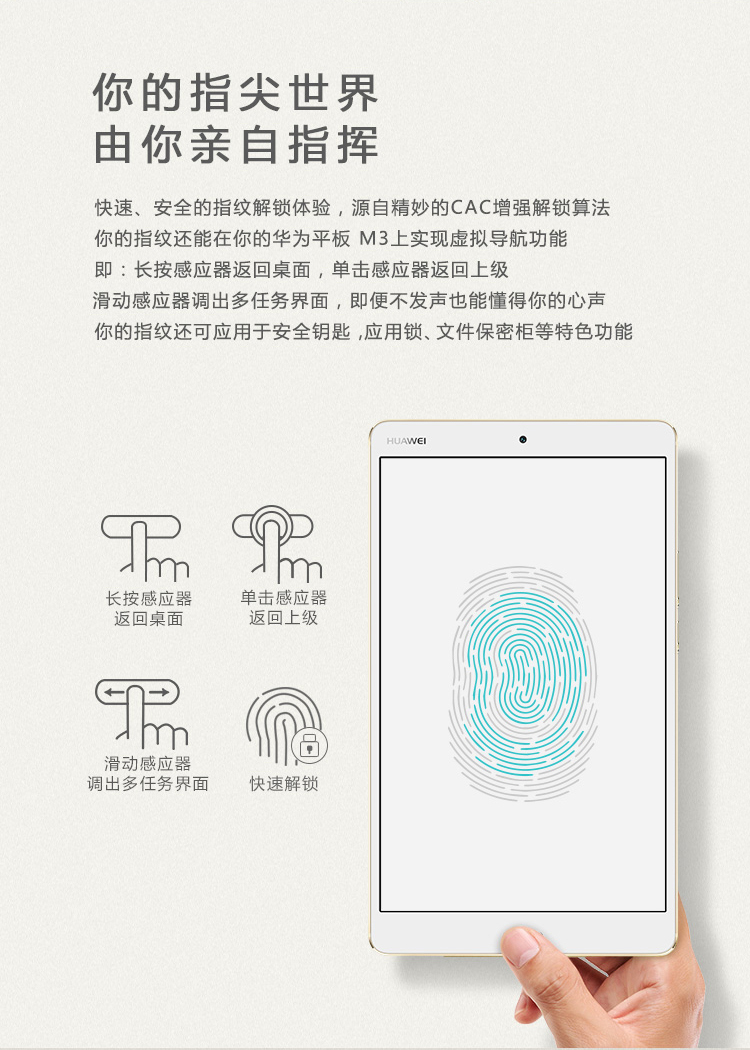 你的指尖世界
由你亲自指挥
快速、安全的指纹解锁体验，源自精妙的CAC增强解锁算法
你的指纹还能在你的华为平板 M3上实现虚拟导航功能
即：长按感应器返回桌面，单击感应器返回上级
滑动感应器调出多任务界面，即便不发声也能懂得你的心声
你的指纹还可应用于安全钥匙 ,应用锁、文件保密柜等特色功能
HUAWEI
长按感应器
返回桌面
单击感应器
返回上级
滑动感应器
调出多任务界面
快速解锁